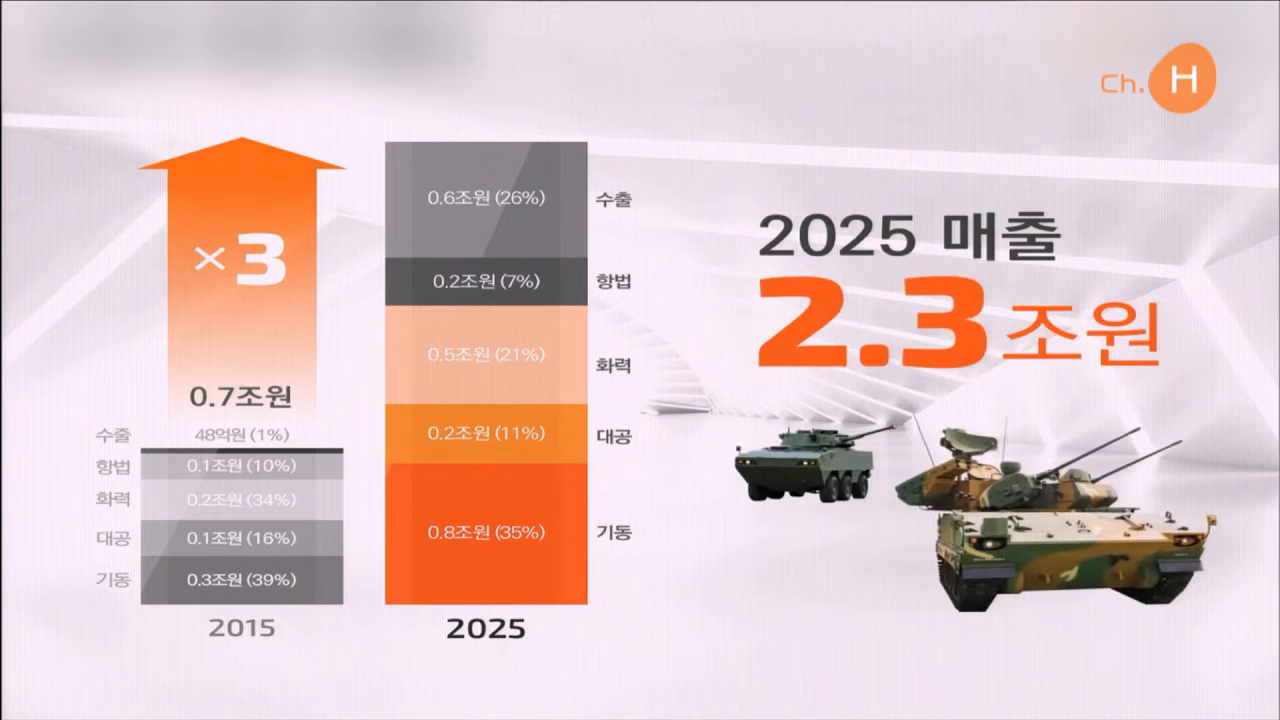 Ch. H
×3
0.7조원
수출
48억원 (1%)
항법
0.1조원 (10%)
화력
0.2조원 (34%)
대공
0.1조원 (16%)
기동
0.3조원 (39%)
2015
0.6조원 (26%)
수출
0.2조원 (7%)
항법
0.5조원 (21%)
화력
0.2조원 (11%)
대공
0.8조원 (35%)
기동
2025
2025 매출
2.3조원